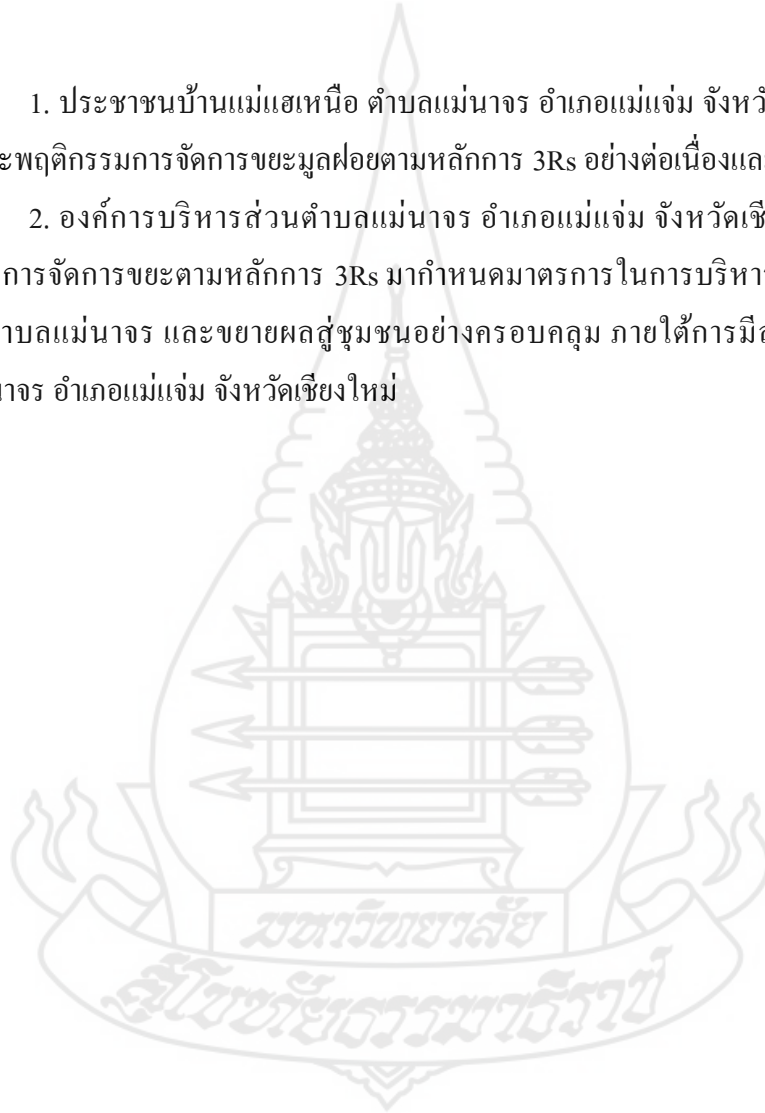 1. ประชาชนบ้านแม่แฮเหนือ ตำบลแม่นาจร อำเภอแม่แจ่ม
พฤติกรรมการจัดการขยะมูลฝอยตามหลักการ 3Rs อย่างต่อเนื่องและ
2. องค์การบริหารส่วนตำบลแม่นาจร อำเภอแม่แจ่ม จังหวัดเชี
การจัดการขยะตามหลักการ 3Rs มากำหนดมาตรการในการบริหาร
ำบลแม่นาจร และขยายผลสู่ชุมชนอย่างครอบคลุม ภายใต้การมี
าจร อำเภอแม่แจ่ม จังหวัดเชียงใหม่
มหาวิทยาลัย
สุโขทัยธรรมาธิราช